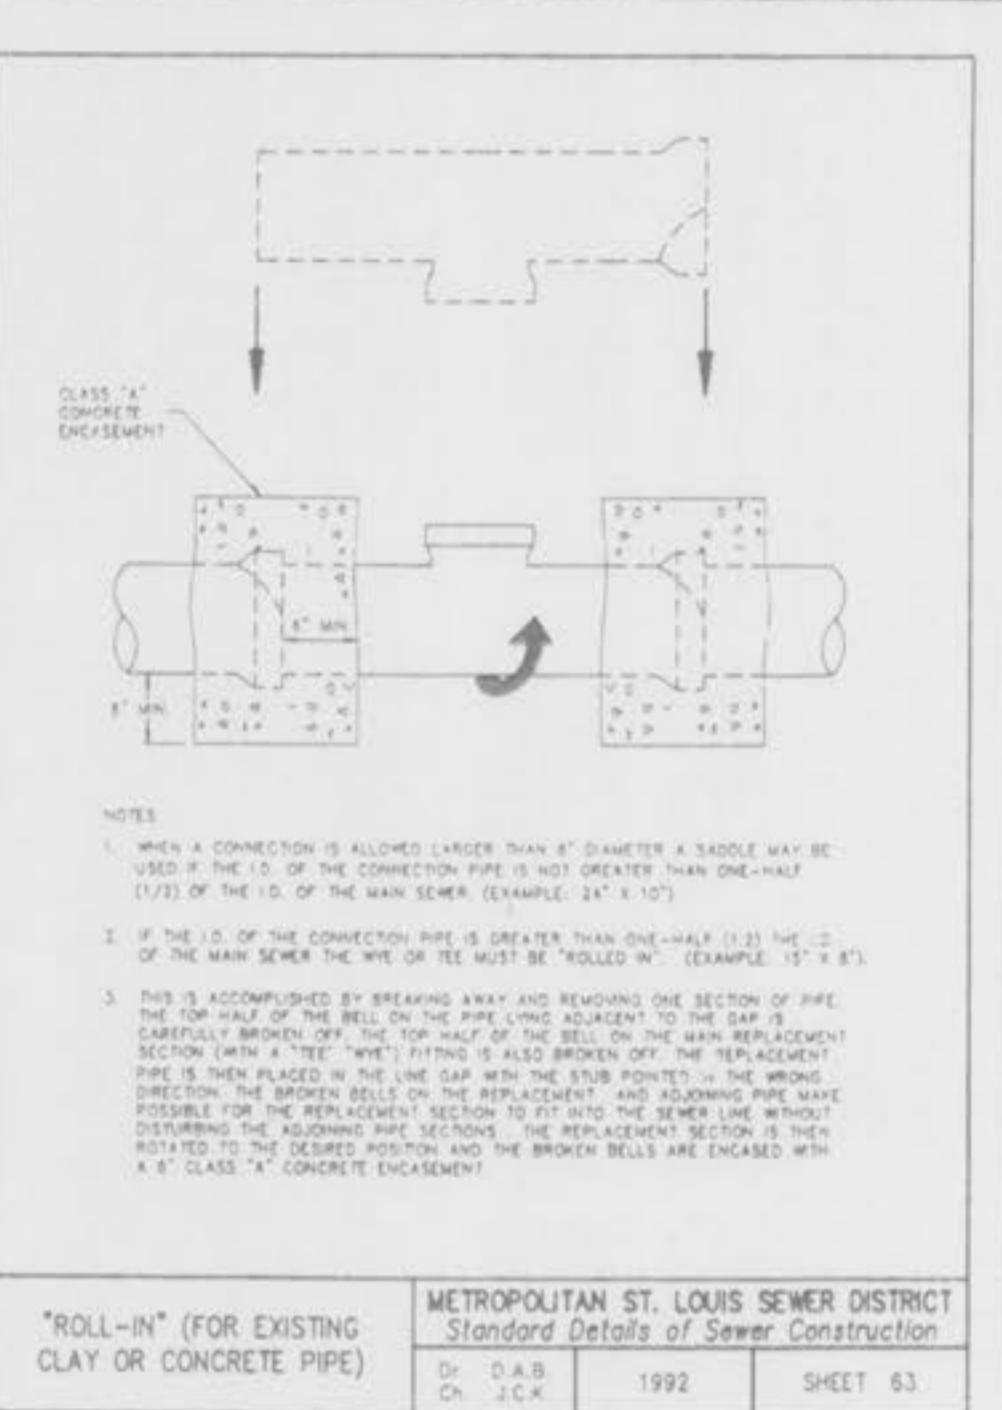 CLASS "A"
CONCRETE
ENCASEMENT
8" MIN.
8" MIN.
NOTES
1. WHEN A CONNECTION IS ALLOWED LARGER THAN 8" DIAMETER A SADDLE MAY BE
USED IF THE I.D. OF THE CONNECTION PIPE IS NOT GREATER THAN ONE-HALF
(1/2) OF THE I.D. OF THE MAIN SEWER. (EXAMPLE: 24" X 10")
2. IF THE I.D. OF THE CONNECTION PIPE IS GREATER THAN ONE-HALF (1/2) THE I.D.
OF THE MAIN SEWER THE WYE OR TEE MUST BE "ROLLED IN". (EXAMPLE: 15" X 8").
3. THIS IS ACCOMPLISHED BY BREAKING AWAY AND REMOVING ONE SECTION OF PIPE.
THE TOP HALF OF THE BELL ON THE PIPE LYING ADJACENT TO THE GAP IS
CAREFULLY BROKEN OFF. THE TOP HALF OF THE BELL ON THE MAIN REPLACEMENT
SECTION (WITH A "TEE" "WYE") FITTING IS ALSO BROKEN OFF. THE REPLACEMENT
PIPE IS THEN PLACED IN THE LINE GAP WITH THE STUB POINTED IN THE WRONG
DIRECTION. THE BROKEN BELLS ON THE REPLACEMENT AND ADJOINING PIPE MAKE
POSSIBLE FOR THE REPLACEMENT SECTION TO FIT INTO THE SEWER LINE WITHOUT
DISTURBING THE ADJOINING PIPE SECTIONS. THE REPLACEMENT SECTION IS THEN
ROTATED TO THE DESIRED POSITION AND THE BROKEN BELLS ARE ENCASED WITH
A 8" CLASS "A" CONCRETE ENCASEMENT
"ROLL-IN" (FOR EXISTING
CLAY OR CONCRETE PIPE)
METROPOLITAN ST. LOUIS SEWER DISTRICT
Standard Details of Sewer Construction
Dr. D.A.B.
Ch. J.C.K.
1992
SHEET 63